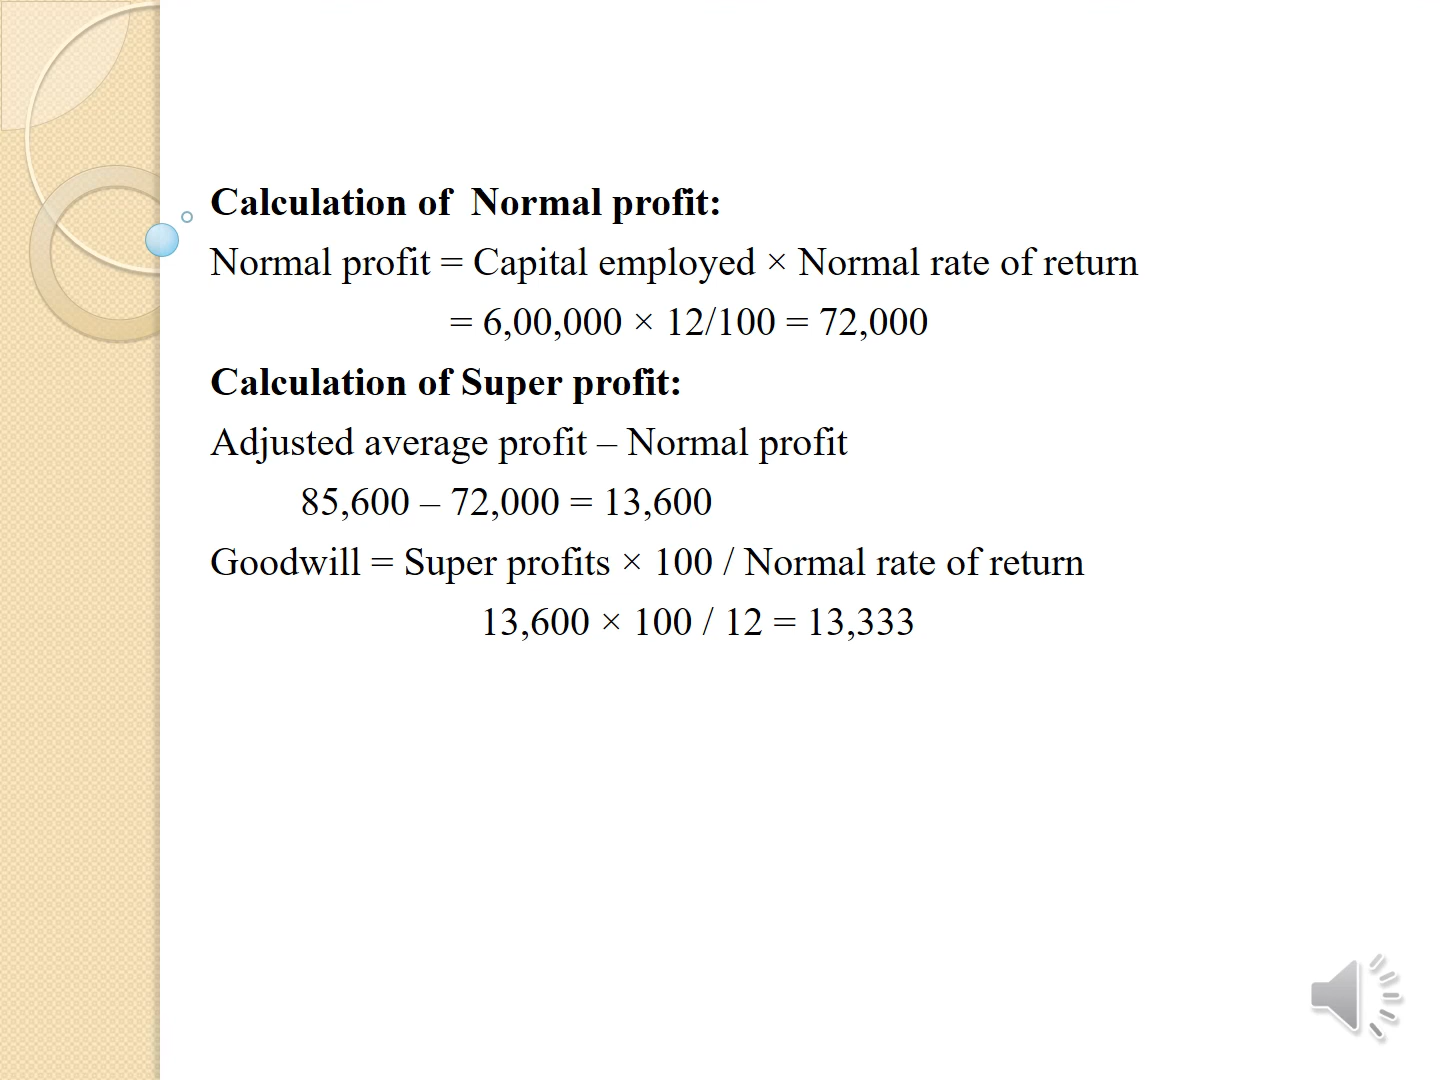 Calculation of  Normal profit:
Normal profit = Capital employed × Normal rate of return
= 6,00,000 × 12/100 = 72,000
Calculation of Super profit:
Adjusted average profit – Normal profit
85,600 – 72,000 = 13,600
Goodwill = Super profits × 100 / Normal rate of return
13,600 × 100 / 12 = 13,333